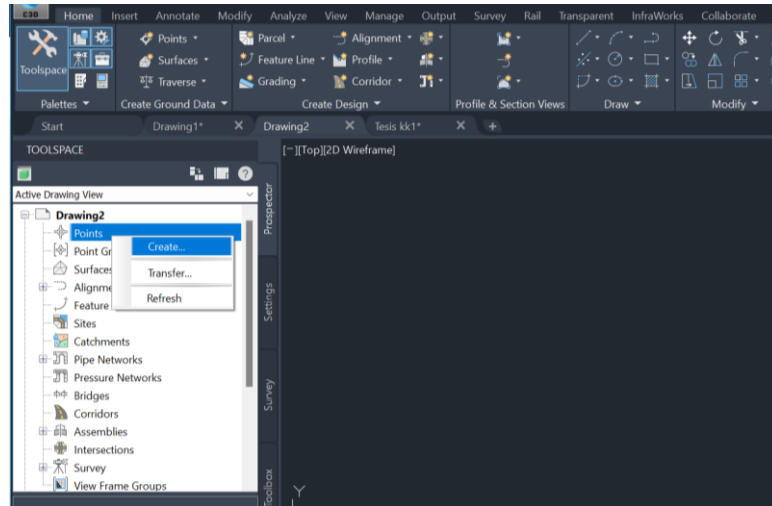 C3D Home Insert Annotate Modify Analyze View Manage Output Survey Rail Transparent InfraWorks Collaborate
Toolspace
Points
Surfaces
Traverse
Parcel
Feature Line
Grading
Alignment
Profile
Corridor
Palettes Create Ground Data Create Design Profile & Section Views Draw Modify
Start Drawing1* Drawing2 Tesis kk1*
TOOLSPACE
[-][Top][2D Wireframe]
Active Drawing View
Drawing2
Points
Point Gr
Surfaces
Alignme
Feature
Sites
Catchments
Pipe Networks
Pressure Networks
Bridges
Corridors
Assemblies
Intersections
Survey
View Frame Groups
Create...
Transfer...
Refresh
Prospector
Settings
Survey
Toolbox
Y